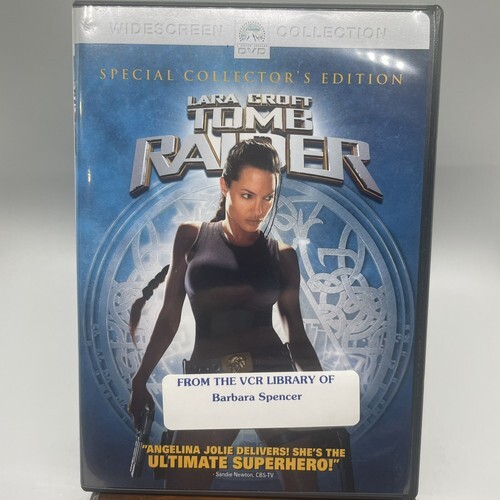 WIDESCREEN COLLECTION
DVD
SPECIAL COLLECTOR'S EDITION
LARA CROFT
TOMB
RAIDER
FROM THE VCR LIBRARY OF
Barbara Spencer
"ANGELINA JOLIE DELIVERS! SHE'S THE
ULTIMATE SUPERHERO!"
- Sandie Newton, CBS-TV